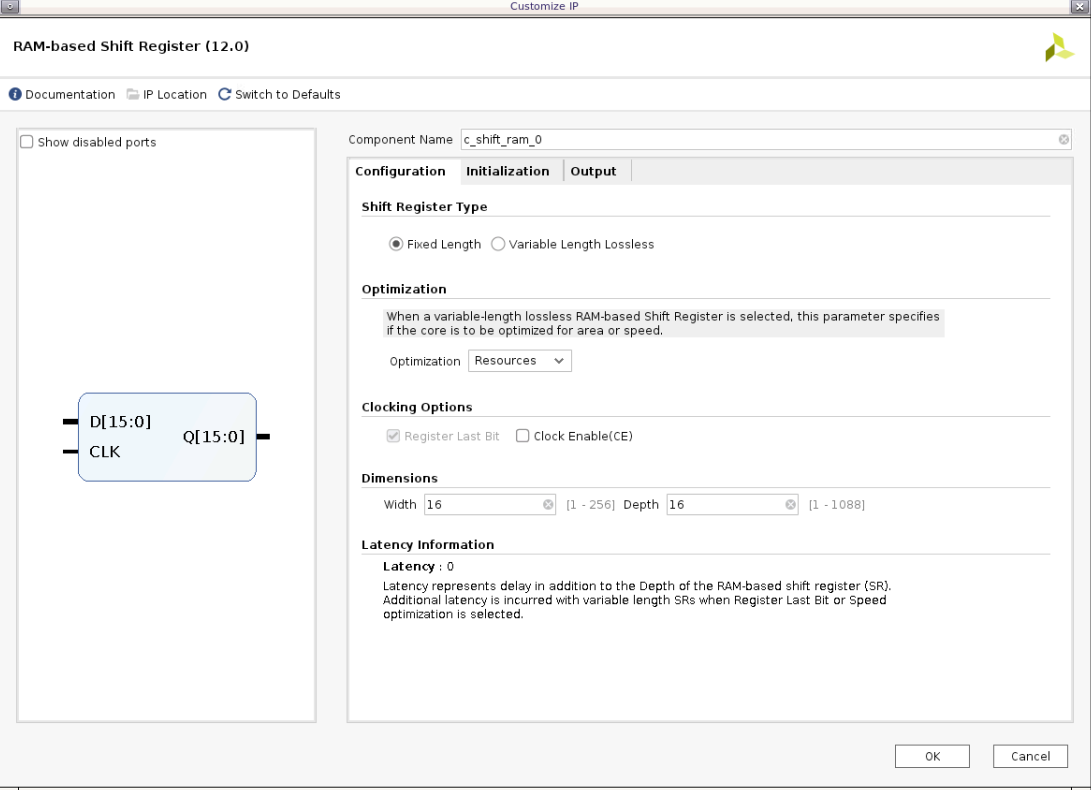 Customize IP
RAM-based Shift Register (12.0)
Documentation IP Location Switch to Defaults
Show disabled ports
D[15:0]
CLK
Q[15:0]
Component Name c_shift_ram_0
Configuration Initialization Output
Shift Register Type
Fixed Length Variable Length Lossless
Optimization
When a variable-length lossless RAM-based Shift Register is selected, this parameter specifies
if the core is to be optimized for area or speed.
Optimization Resources
Clocking Options
Register Last Bit Clock Enable(CE)
Dimensions
Width 16 [1 - 256] Depth 16 [1 - 1088]
Latency Information
Latency : 0
Latency represents delay in addition to the Depth of the RAM-based shift register (SR).
Additional latency is incurred with variable length SRs when Register Last Bit or Speed
optimization is selected.
OK Cancel